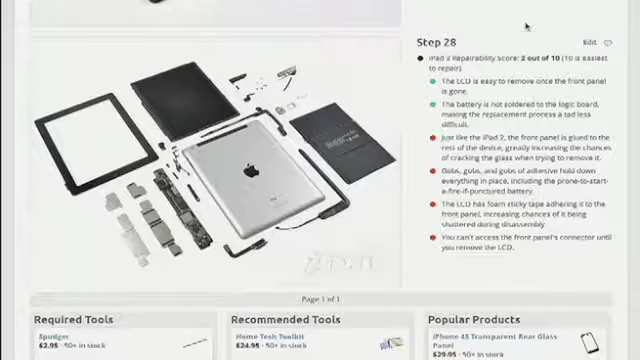 Step 28
Edit
iPad 3 Repairability Score: 2 out of 10 (10 is easiest
to repair)
The LCD is easy to remove once the front panel
is gone.
The battery is not soldered to the logic board,
making the replacement process a tad less
difficult.
Just like the iPad 2, the front panel is glued to the
rest of the device, greatly increasing the chances
of cracking the glass when trying to remove it.
Gobs, gobs, and gobs of adhesive hold down
everything in place, including the prone-to-start-
a-fire-if-punctured battery.
The LCD has foam sticky tape adhering it to the
front panel, increasing chances of it being
shattered during disassembly.
You can't access the front panel's connector until
you remove the LCD.
Page 1 of 1
Required Tools
Spudger
$2.95 · 50+ in stock
Recommended Tools
Home Tech Toolkit
$24.95 · 50+ in stock
Popular Products
iPhone 4S Transparent Rear Glass
Panel
$29.95 · 50+ in stock